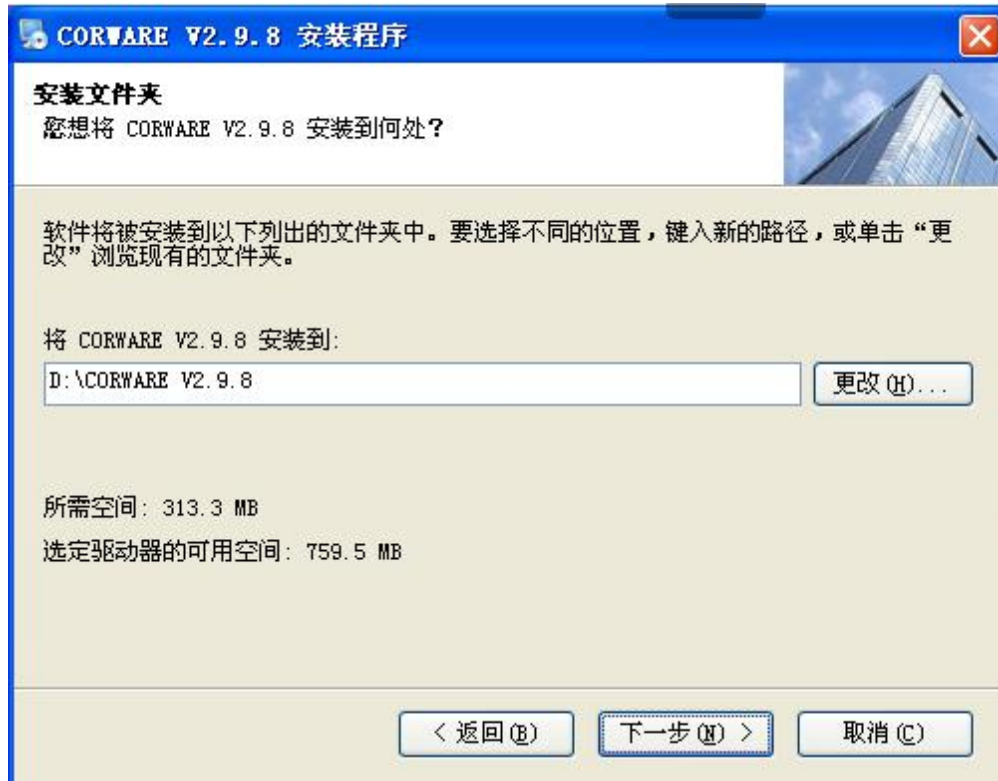 CORWARE V2.9.8 安装程序
安装文件夹
您想将 CORWARE V2.9.8 安装到何处?
软件将被安装到以下列出的文件夹中。要选择不同的位置，键入新的路径，或单击“更
改”浏览现有的文件夹。
将 CORWARE V2.9.8 安装到:
D:\CORWARE V2.9.8
更改(H)...
所需空间: 313.3 MB
选定驱动器的可用空间: 759.5 MB
< 返回(B)
下一步(N) >
取消(C)